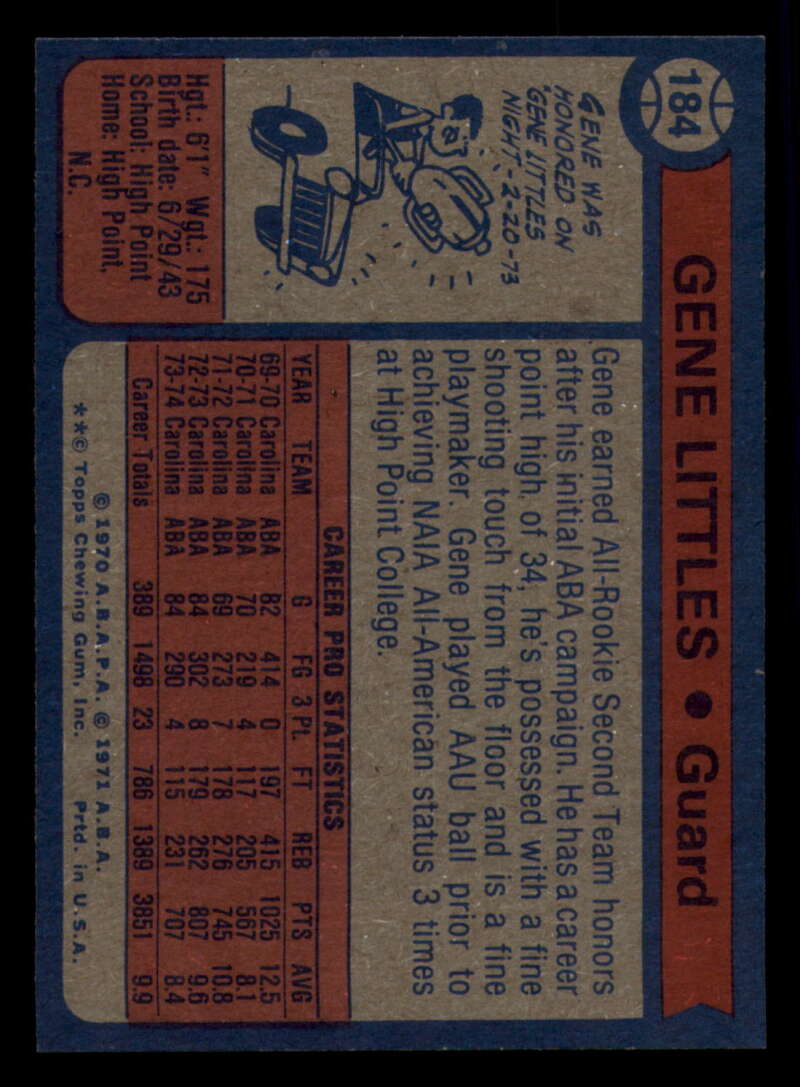 184
GENE LITTLES • Guard
GENE WAS
HONORED ON
"GENE LITTLES
NIGHT-2-20-73
a
Hgt.: 6'1" Wgt.: 175
Birth date: 6/29/43
School: High Point
Home: High Point,
N.C.
Gene earned All-Rookie Second Team honors
after his initial ABA campaign. He has a career
point high of 34, he's possessed with a fine
shooting touch from the floor and is a fine
playmaker. Gene played AAU ball prior to
achieving NAIA All-American status 3 times
at High Point College.
CAREER PRO STATISTICS
YEAR TEAM G FG 3 Pt. FT REB PTS AVG
69-70 Carolina ABA 82 414 0 197 415 1025 12.5
70-71 Carolina ABA 70 219 4 117 205 567 8.1
71-72 Carolina ABA 69 273 7 178 276 745 10.8
72-73 Carolina ABA 84 302 8 179 262 807 9.6
73-74 Carolina ABA 84 290 4 115 231 707 8.4
Career Totals 389 1498 23 786 1389 3851 9.9
© 1970 A.B.A.P.A. © 1971 A.B.A.
**© Topps Chewing Gum, Inc. Prtd. in U.S.A.